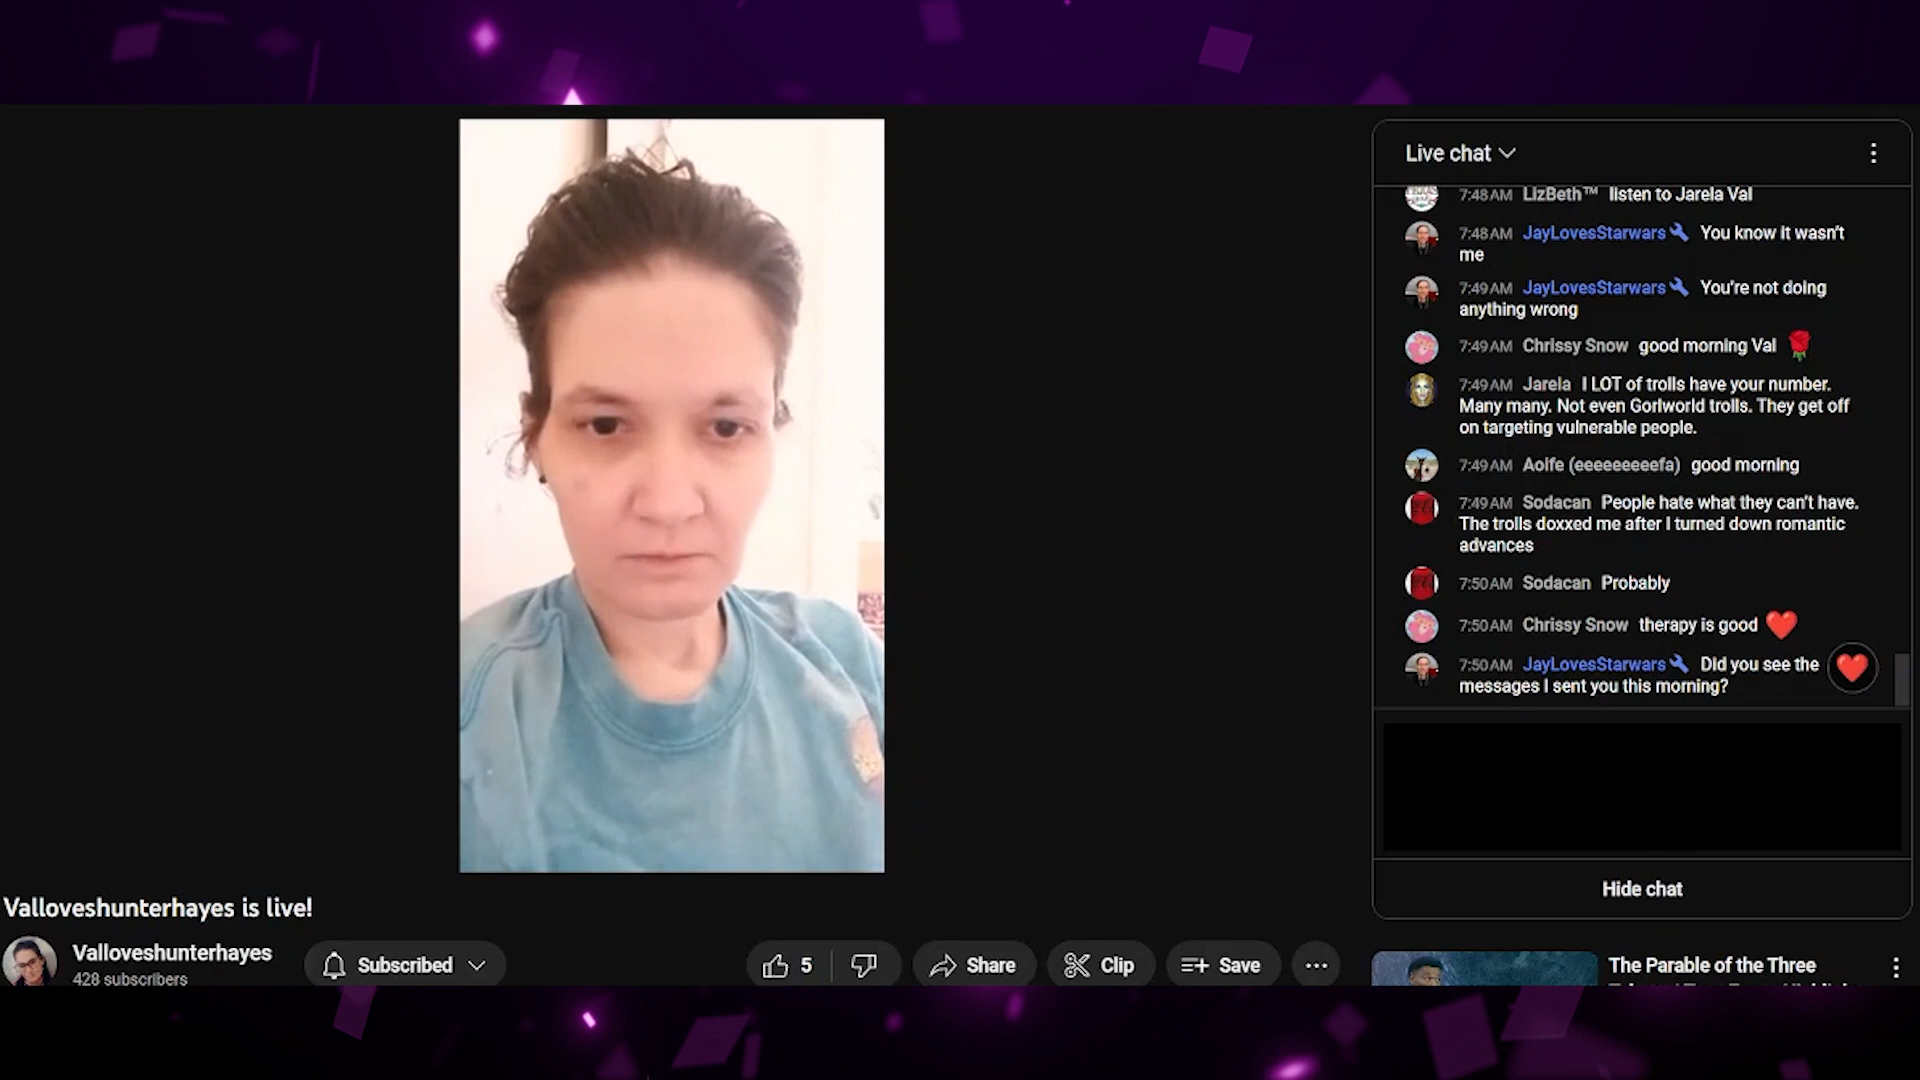 Live chat
7:48 AM LizBeth™ listen to Jarela Val
7:48 AM JayLovesStarwars You know it wasn't
me
7:49 AM JayLovesStarwars You're not doing
anything wrong
7:49 AM Chrissy Snow good morning Val
7:49 AM Jarela I LOT of trolls have your number.
Many many. Not even Gorlworld trolls. They get off
on targeting vulnerable people.
7:49 AM Aoife (eeeeeeeeefa) good morning
7:49 AM Sodacan People hate what they can't have.
The trolls doxxed me after I turned down romantic
advances
7:50 AM Sodacan Probably
7:50 AM Chrissy Snow therapy is good
7:50 AM JayLovesStarwars Did you see the
messages I sent you this morning?
Hide chat
Valloveshunterhayes is live!
Valloveshunterhayes
428 subscribers
Subscribed
5
Share
Clip
Save
The Parable of the Three